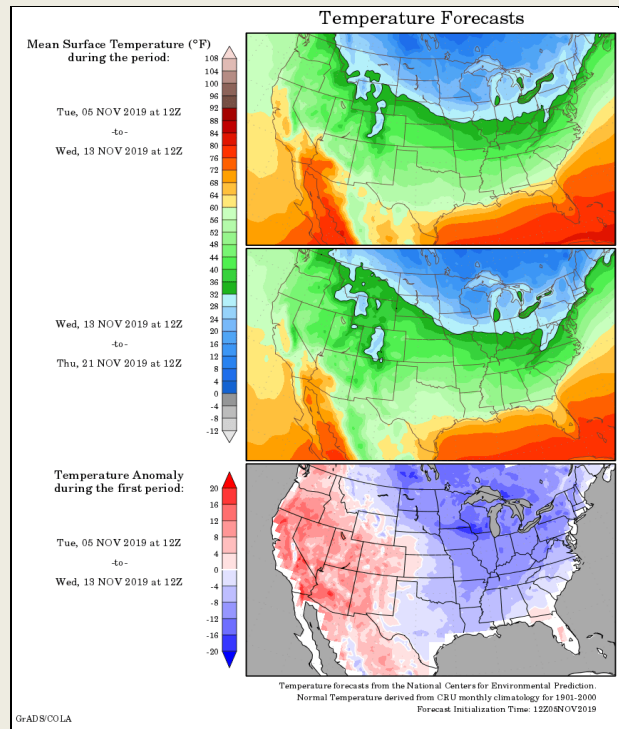 Temperature Forecasts
Mean Surface Temperature (°F)
during the period:
Tue, 05 NOV 2019 at 12Z
-to-
Wed, 13 NOV 2019 at 12Z
108
104
100
96
92
88
84
80
76
72
68
64
60
56
52
48
44
40
36
32
28
24
20
16
12
8
4
0
-4
-8
-12
Wed, 13 NOV 2019 at 12Z
-to-
Thu, 21 NOV 2019 at 12Z
Temperature Anomaly
during the first period:
Tue, 05 NOV 2019 at 12Z
-to-
Wed, 13 NOV 2019 at 12Z
20
16
12
8
4
0
-4
-8
-12
-16
-20
Temperature forecasts from the National Centers for Environmental Prediction.
Normal Temperature derived from CRU monthly climatology for 1901-2000
Forecast Initialization Time: 12Z05NOV2019
GrADS/COLA